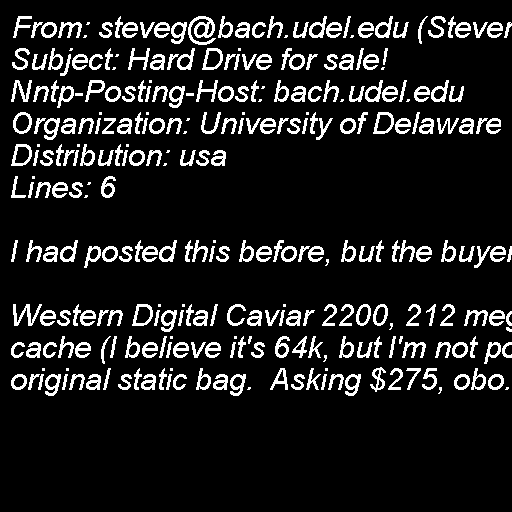 From: steveg@bach.udel.edu (Steven
Subject: Hard Drive for sale!
Nntp-Posting-Host: bach.udel.edu
Organization: University of Delaware
Distribution: usa
Lines: 6
I had posted this before, but the buyer
Western Digital Caviar 2200, 212 meg
cache (I believe it's 64k, but I'm not po
original static bag.  Asking $275, obo.